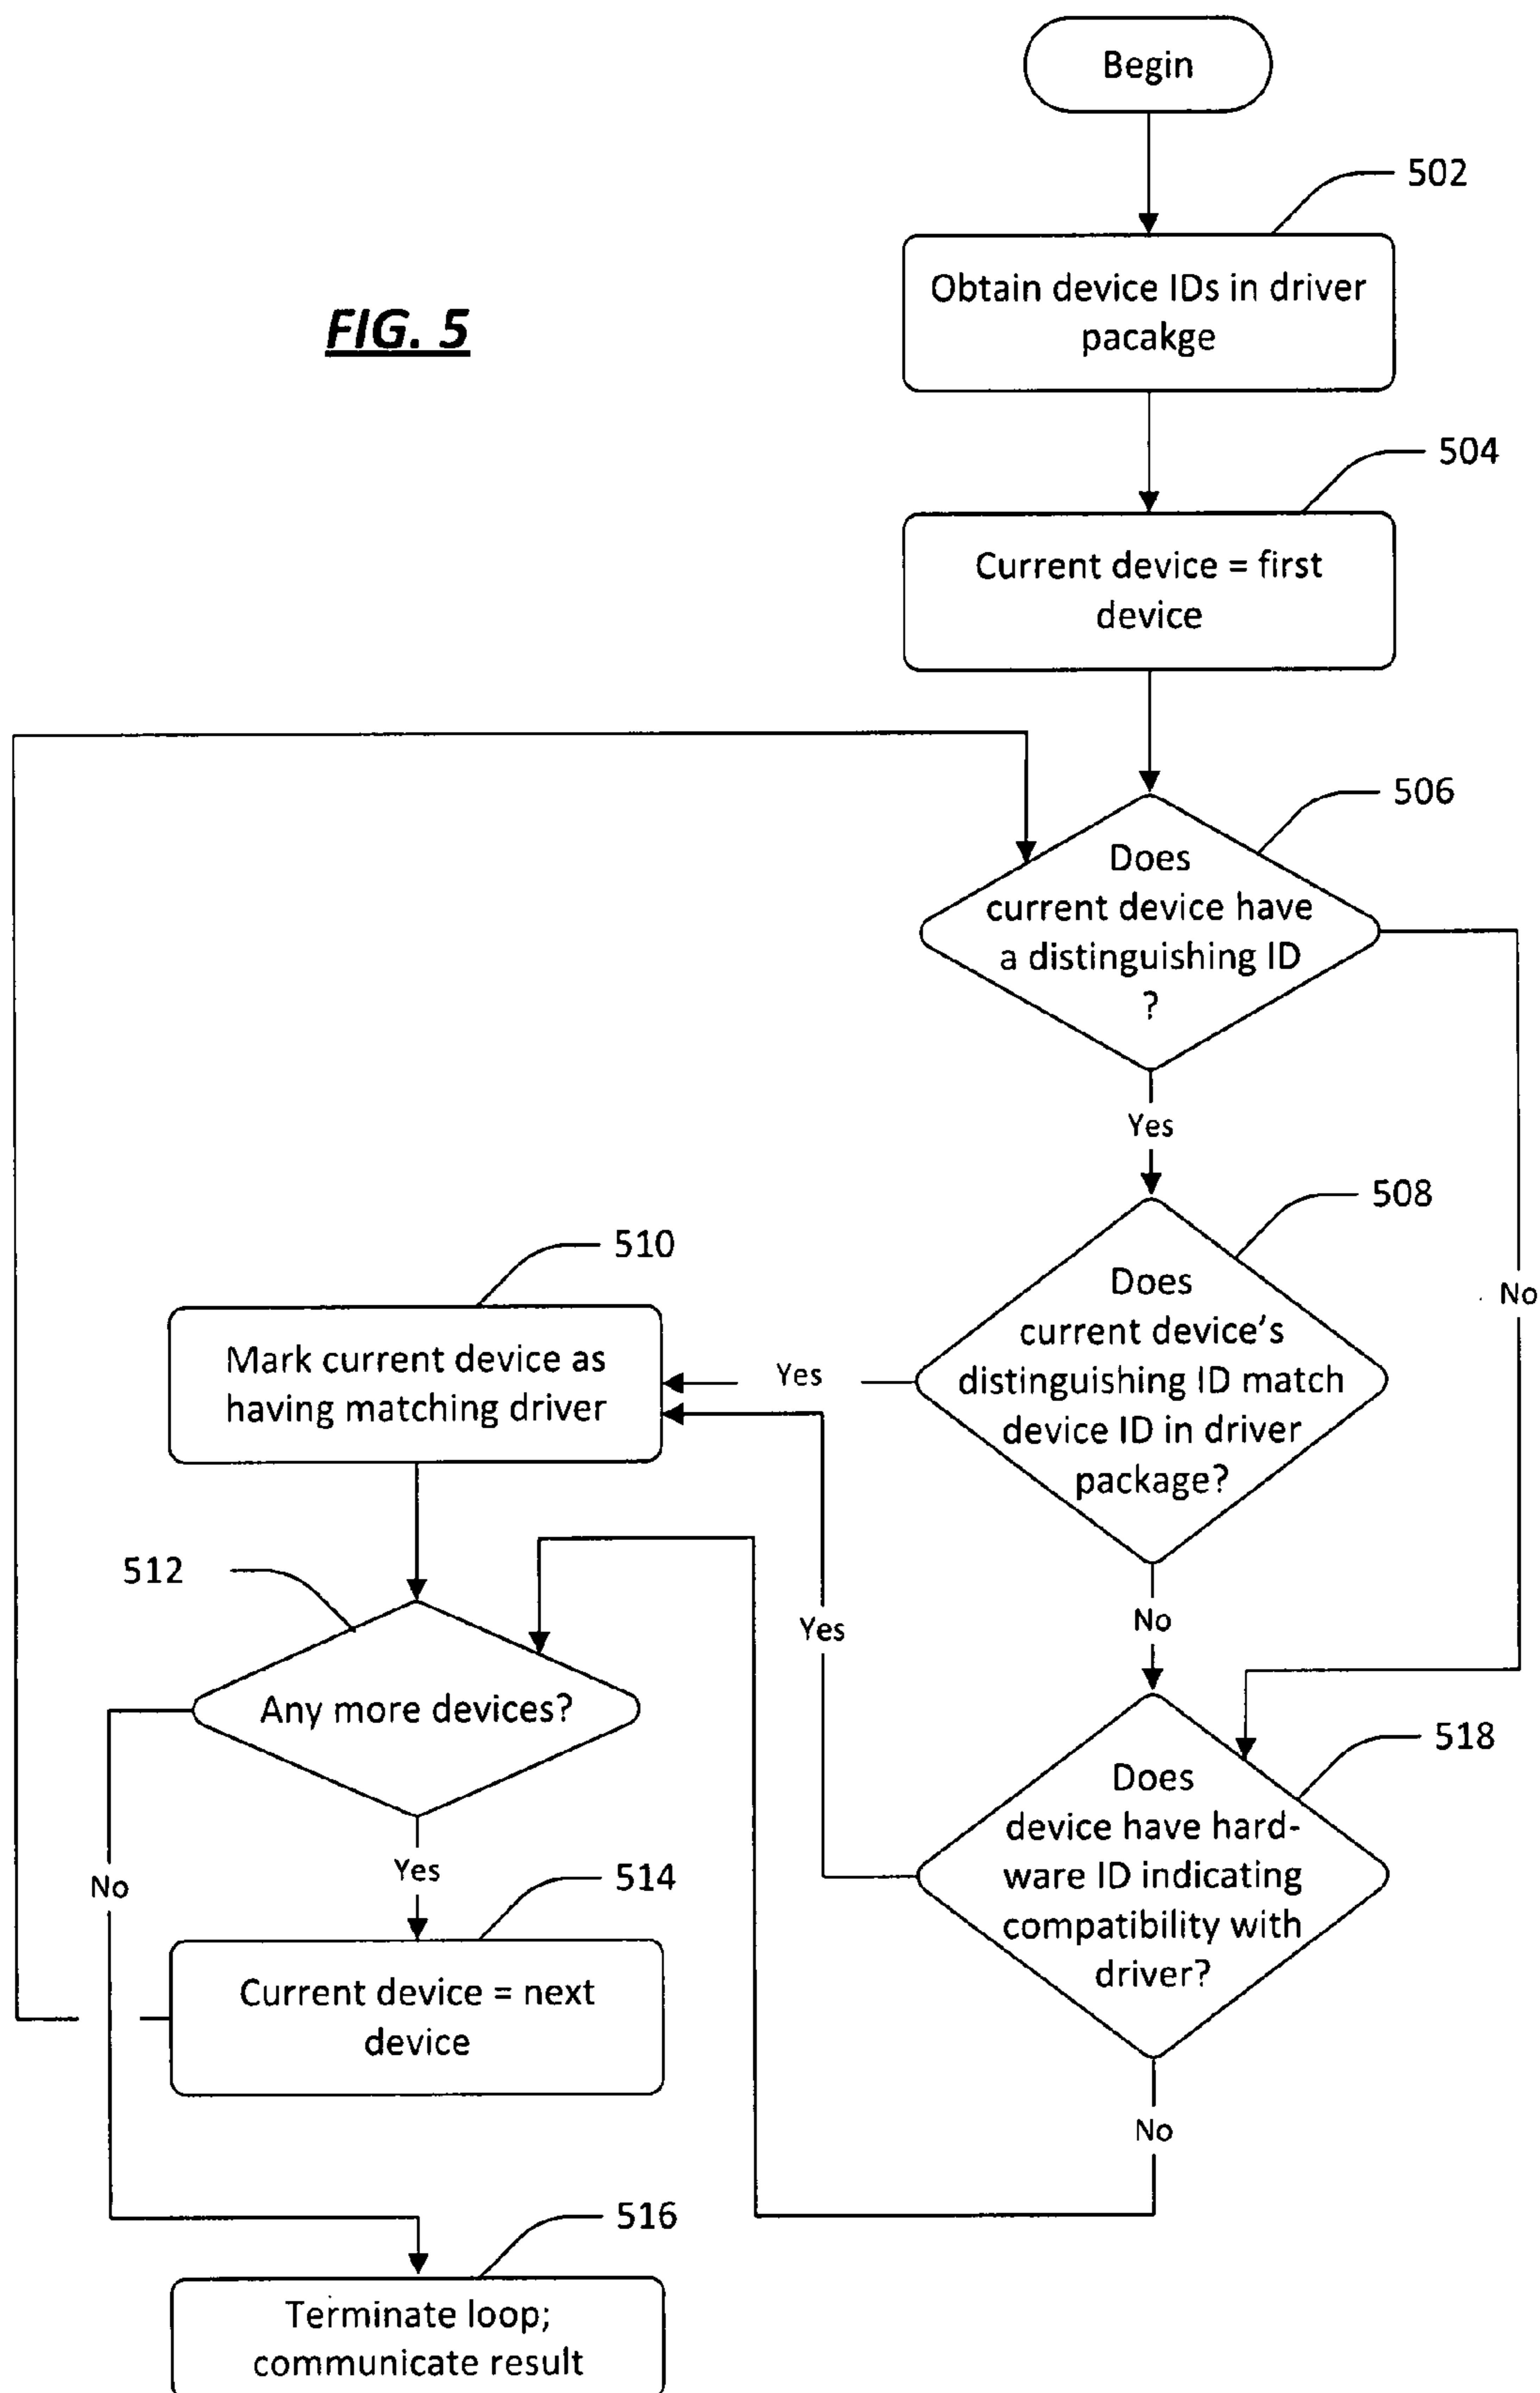 Begin
502
Obtain device IDs in driver
pacakge
FIG. 5
504
Current device = first
device
506
Does
current device have
a distinguishing ID
?
Yes
No
508
Does
current device's
distinguishing ID match
device ID in driver
package?
Yes
No
510
Mark current device as
having matching driver
512
Any more devices?
Yes
No
518
Does
device have hard-
ware ID indicating
compatibility with
driver?
Yes
No
514
Current device = next
device
516
Terminate loop;
communicate result